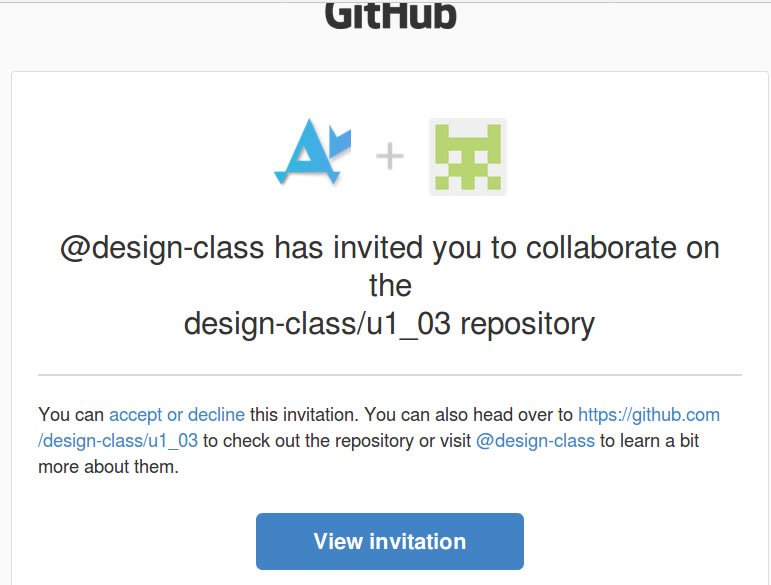 GitHub
@design-class has invited you to collaborate on
the
design-class/u1_03 repository
You can accept or decline this invitation. You can also head over to https://github.com
/design-class/u1_03 to check out the repository or visit @design-class to learn a bit
more about them.
View invitation